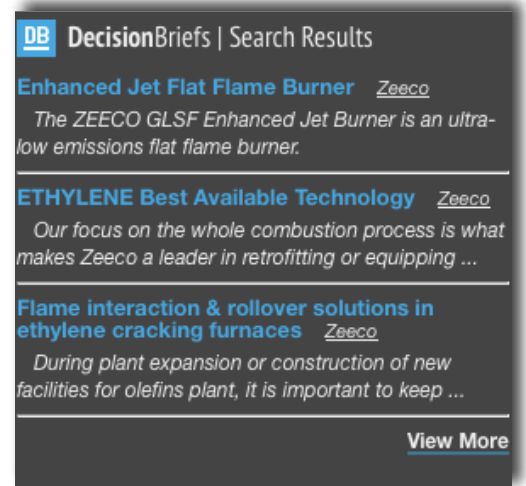 DB DecisionBriefs | Search Results
Enhanced Jet Flat Flame Burner Zeeco
The ZEECO GLSF Enhanced Jet Burner is an ultra-
low emissions flat flame burner.
ETHYLENE Best Available Technology Zeeco
Our focus on the whole combustion process is what
makes Zeeco a leader in retrofitting or equipping ...
Flame interaction & rollover solutions in
ethylene cracking furnaces Zeeco
During plant expansion or construction of new
facilities for olefins plant, it is important to keep ...
View More